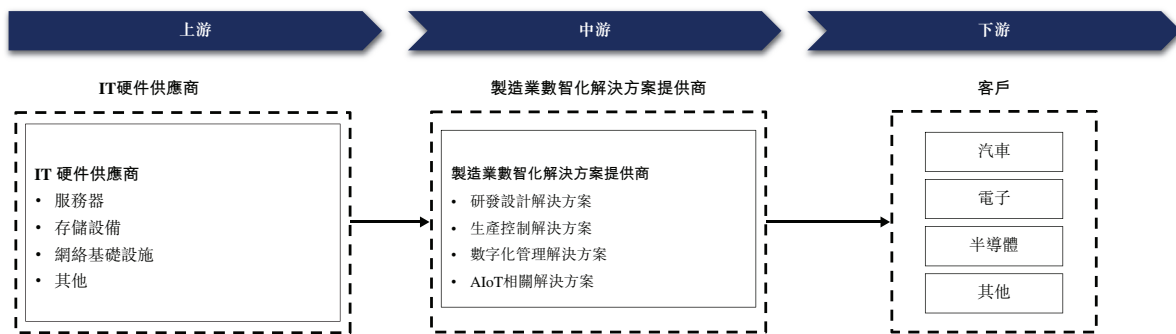 上游
中游
下游
IT硬件供應商
製造業數智化解決方案提供商
客戶
IT 硬件供應商
• 服務器
• 存儲設備
• 網絡基礎設施
• 其他
製造業數智化解決方案提供商
• 研發設計解決方案
• 生產控制解決方案
• 數字化管理解決方案
• AIoT相關解決方案
汽車
電子
半導體
其他